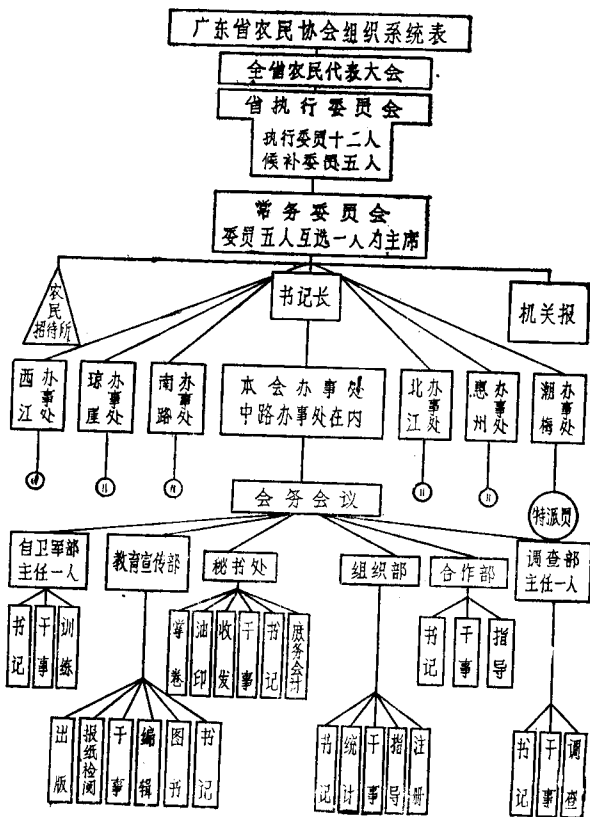 广东省农民协会组织系统表
全省农民代表大会
省执行委员会
执行委员十二人
候补委员五人
常务委员会
委员五人互选一人为主席
农民
招待所
书记长
机关报
西江办事处
琼厓办事处
南路办事处
本会办事处
中路办事处在内
北江办事处
惠州办事处
潮梅办事处
〃
〃
〃
〃
〃
特派员
会务会议
自卫军部
主任一人
教育宣传部
秘书处
组织部
合作部
调查部
主任一人
书记
干事
训练
掌卷
油印
收发
干事
书记
庶务会计
书记
干事
指导
出版
报纸检阅
干事
编辑
图书
书记
书记
统计
干事
指导
注册
书记
干事
调查